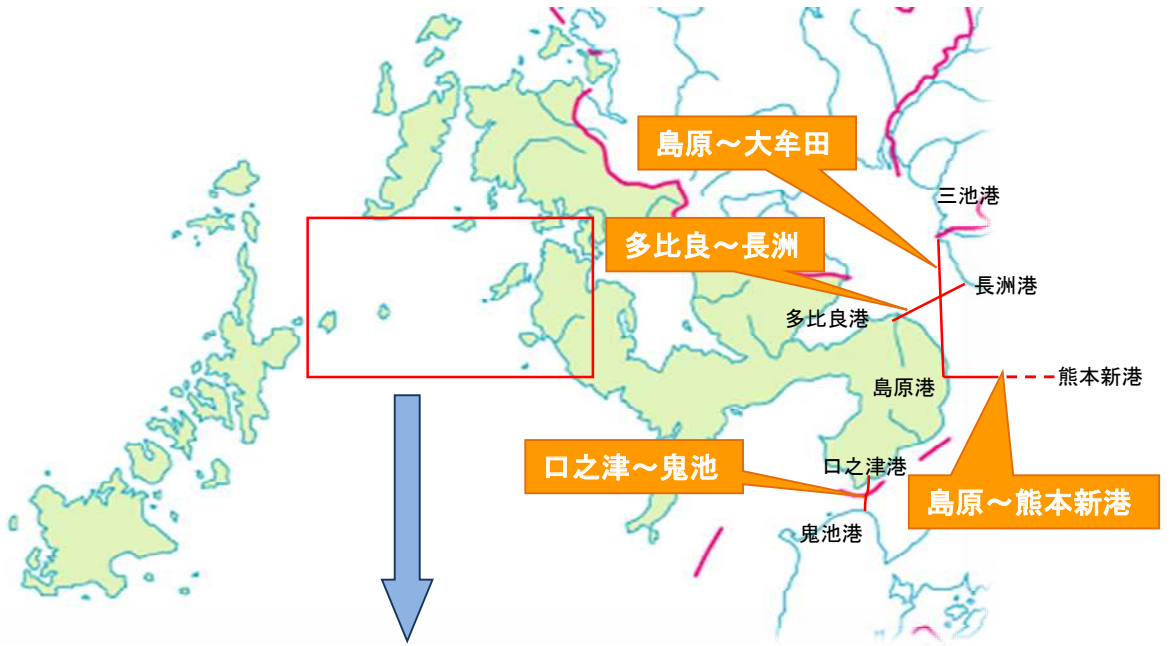 島原～大牟田
三池港
多比良～長洲
長洲港
多比良港
熊本新港
島原港
口之津～鬼池
口之津港
島原～熊本新港
鬼池港